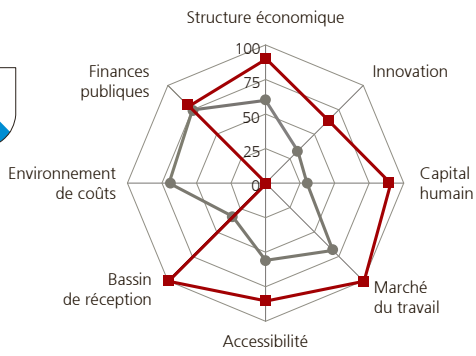 Structure économique
100
75
50
25
0
Innovation
Capital
humain
Marché
du travail
Accessibilité
Bassin
de réception
Environnement
de coûts
Finances
publiques